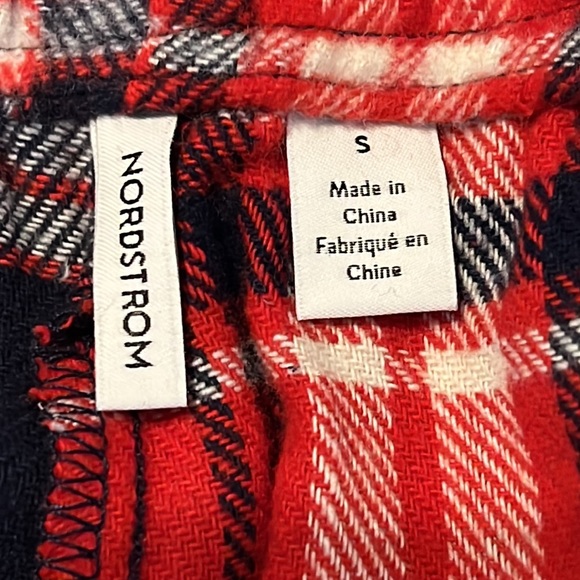 NORDSTROM
S
Made in
China
Fabriqué en
Chine